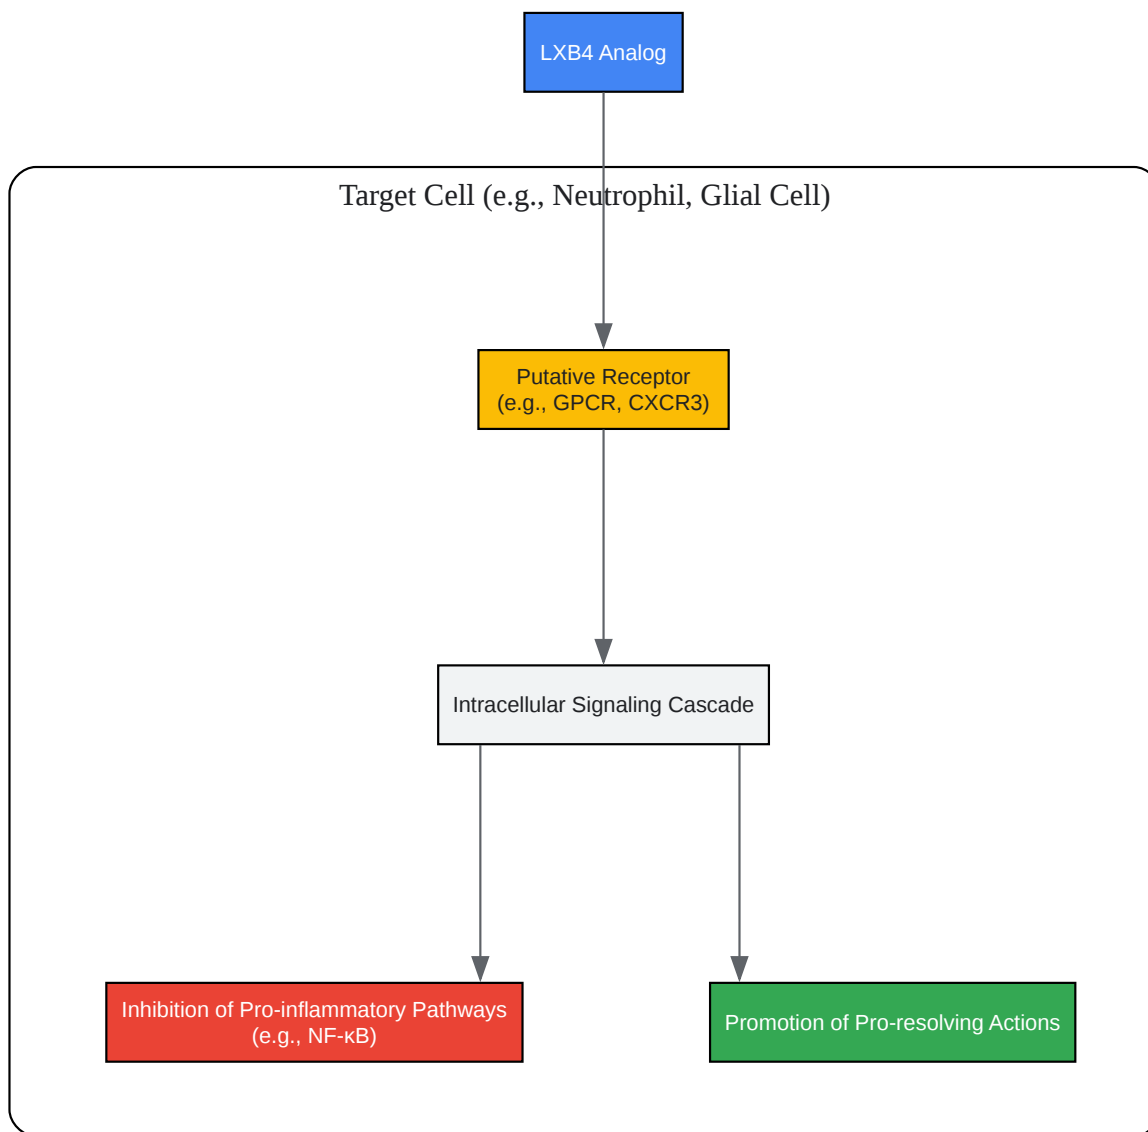 LXB4 Analog
Target Cell (e.g., Neutrophil, Glial Cell)
Putative Receptor
(e.g., GPCR, CXCR3)
Intracellular Signaling Cascade
Inhibition of Pro-inflammatory Pathways
(e.g., NF-κB)
Promotion of Pro-resolving Actions